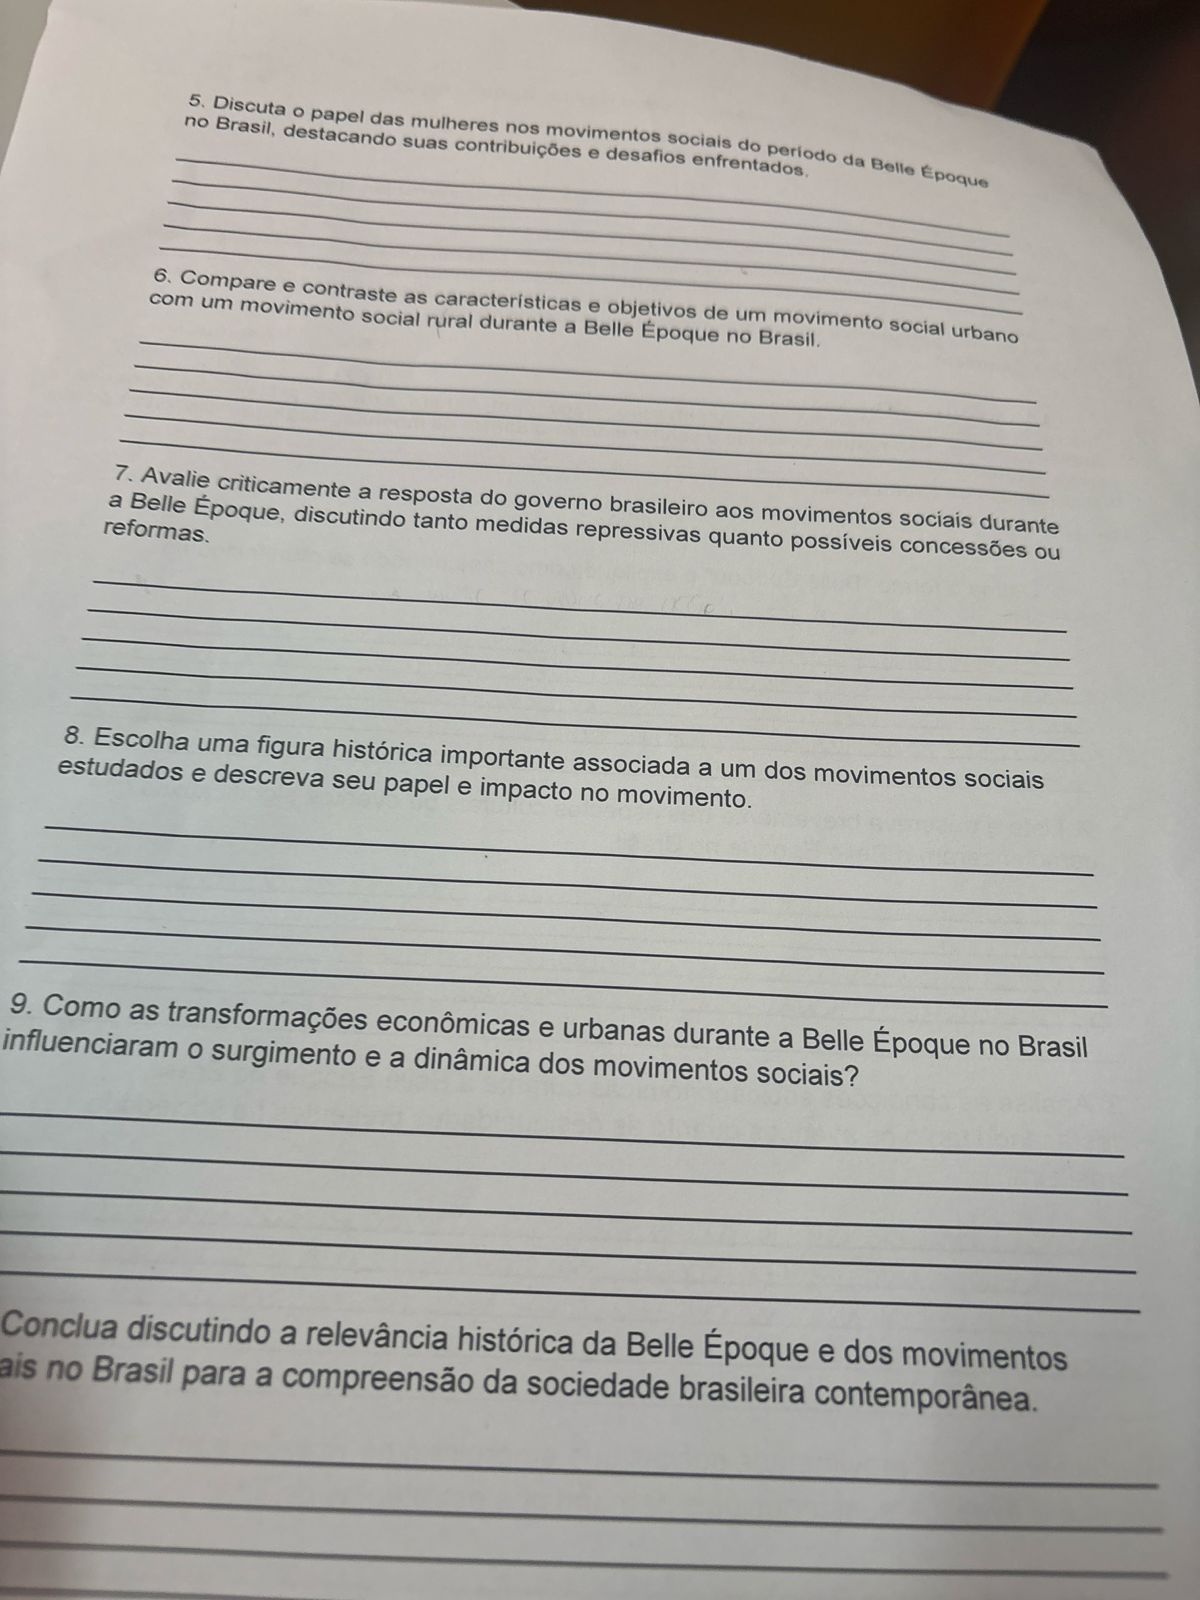 5. Discuta o papel das mulheres nos movimentos sociais do período da Belle Époque
no Brasil, destacando suas contribuições e desafios enfrentados.
6. Compare e contraste as características e objetivos de um movimento social urbano
com um movimento social rural durante a Belle Époque no Brasil.
7. Avalie criticamente a resposta do governo brasileiro aos movimentos sociais durante
a Belle Époque, discutindo tanto medidas repressivas quanto possíveis concessões ou
reformas.
8. Escolha uma figura histórica importante associada a um dos movimentos sociais
estudados e descreva seu papel e impacto no movimento.
9. Como as transformações econômicas e urbanas durante a Belle Époque no Brasil
influenciaram o surgimento e a dinâmica dos movimentos sociais?
Conclua discutindo a relevância histórica da Belle Époque e dos movimentos
ais no Brasil para a compreensão da sociedade brasileira contemporânea.